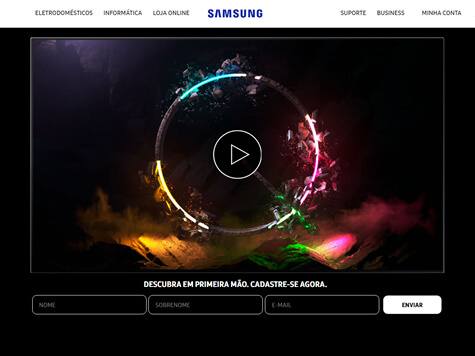 ELETRODOMÉSTICOS INFORMÁTICA LOJA ONLINE SAMSUNG SUPORTE BUSINESS MINHA CONTA
DESCUBRA EM PRIMEIRA MÃO. CADASTRE-SE AGORA.
NOME SOBRENOME E-MAIL ENVIAR